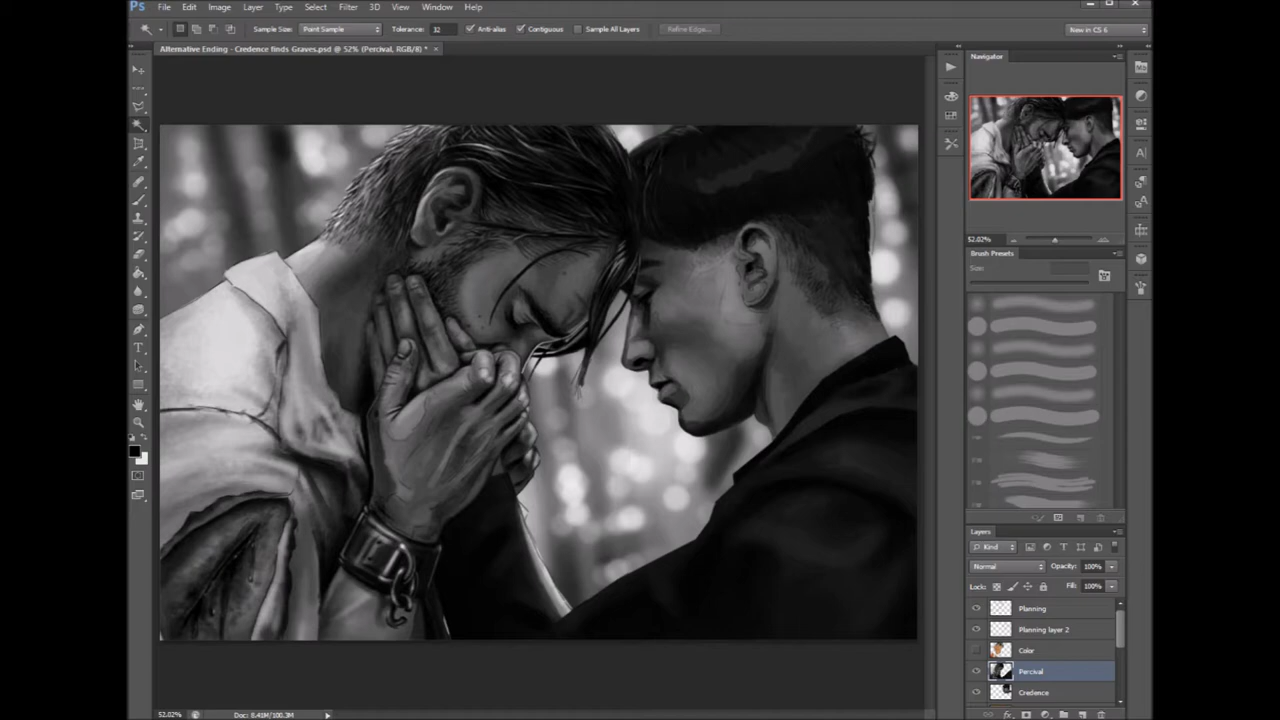 Ps File Edit Image Layer Type Select Filter 3D View Window Help
Sample Size: Point Sample Tolerance: 32 Anti-alias Contiguous Sample All Layers Refine Edge... New in CS 6
Alternative Ending - Credence finds Graves.psd @ 52% (Percival, RGB/8) * ×
Navigator
52.02%
Brush Presets
Size:
Layers
Kind
Normal Opacity: 100%
Lock: Fill: 100%
Planning
Planning layer 2
Color
Percival
Credence
52.02% Doc: 8.41M/100.3M